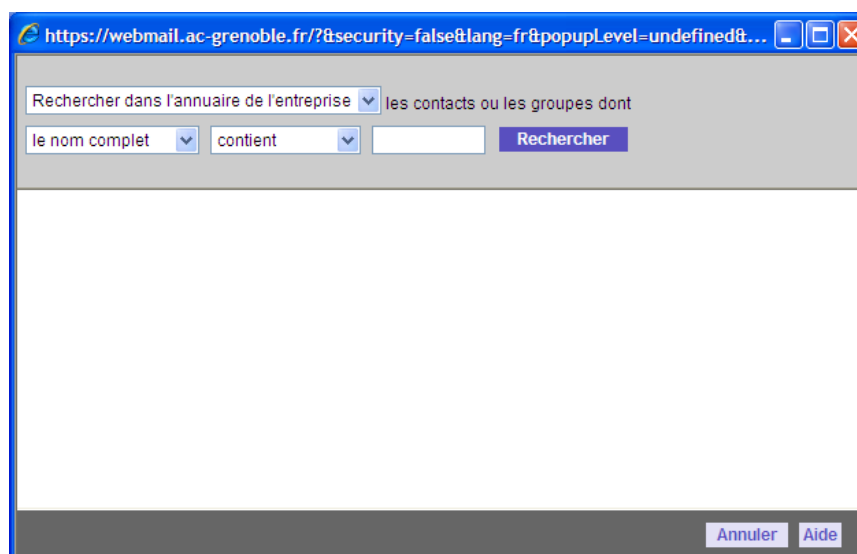 https://webmail.ac-grenoble.fr/?&security=false&lang=fr&popupLevel=undefined&...
Rechercher dans l'annuaire de l'entreprise les contacts ou les groupes dont
le nom complet contient Rechercher
Annuler Aide